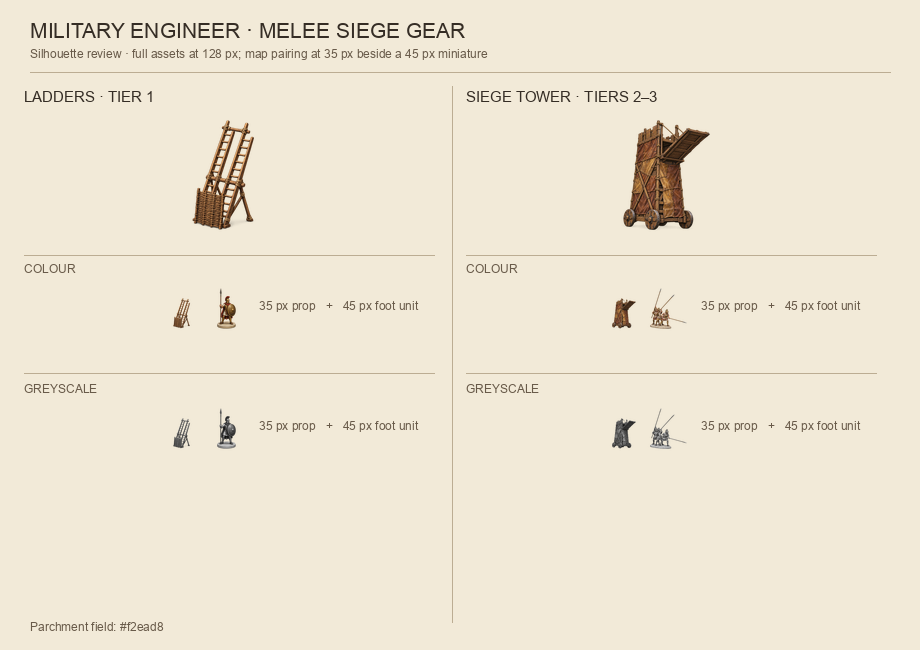 MILITARY ENGINEER · MELEE SIEGE GEAR
Silhouette review · full assets at 128 px; map pairing at 35 px beside a 45 px miniature
LADDERS · TIER 1
COLOUR
35 px prop + 45 px foot unit
GREYSCALE
35 px prop + 45 px foot unit
SIEGE TOWER · TIERS 2–3
COLOUR
35 px prop + 45 px foot unit
GREYSCALE
35 px prop + 45 px foot unit
Parchment field: #f2ead8